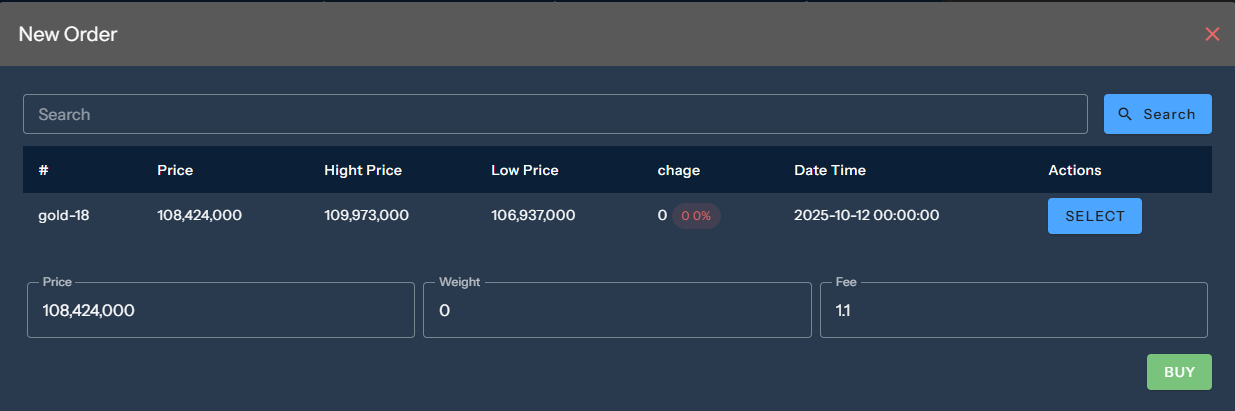 New Order
Search Search
# Price Hight Price Low Price chage Date Time Actions
gold-18 108,424,000 109,973,000 106,937,000 0 0 0% 2025-10-12 00:00:00 SELECT
Price Weight Fee
108,424,000 0 1.1
BUY